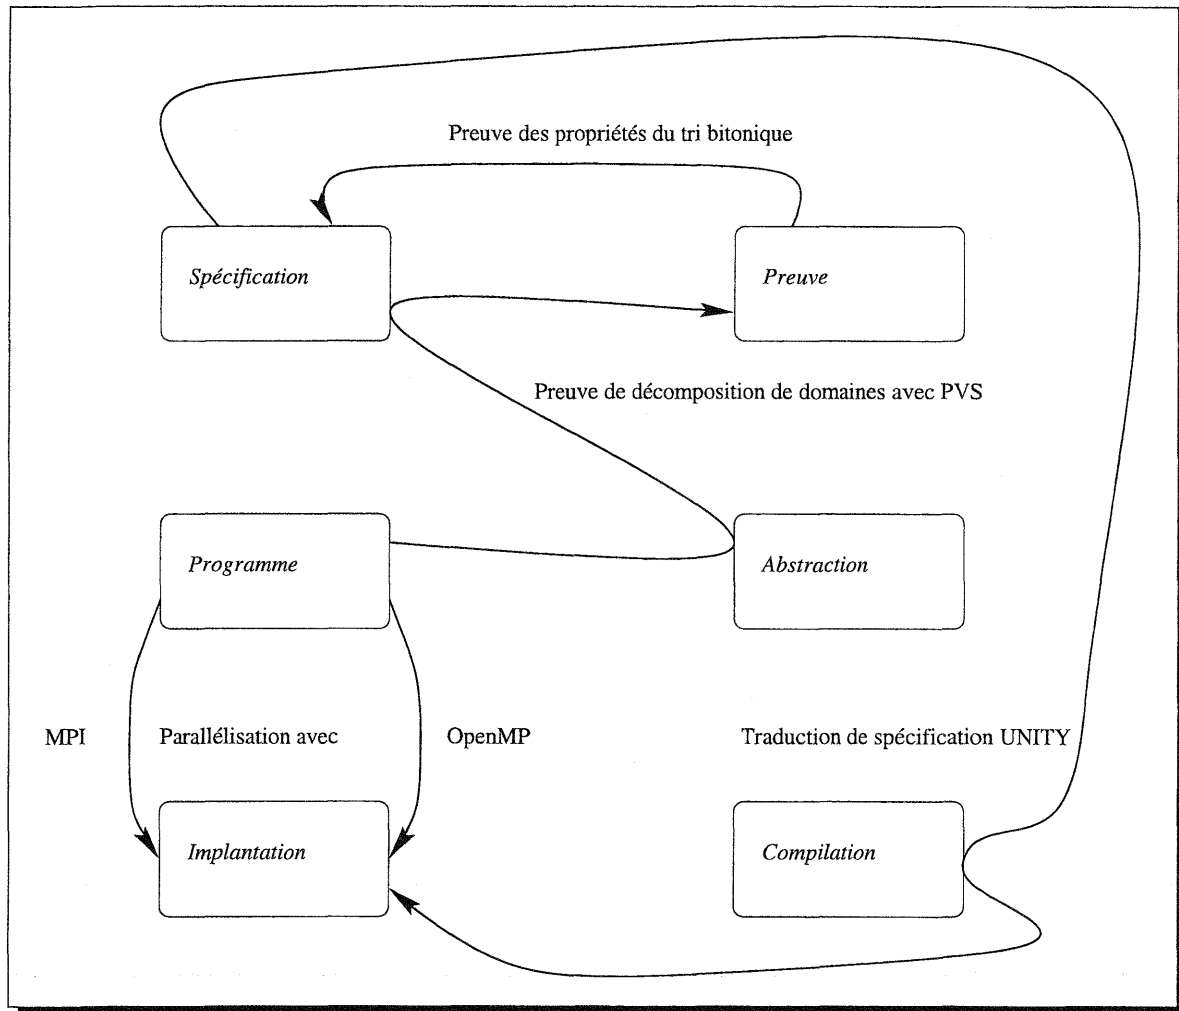 Preuve des propriétés du tri bitonique
Spécification
Preuve
Preuve de décomposition de domaines avec PVS
Programme
Abstraction
MPI
Parallélisation avec
OpenMP
Traduction de spécification UNITY
Implantation
Compilation